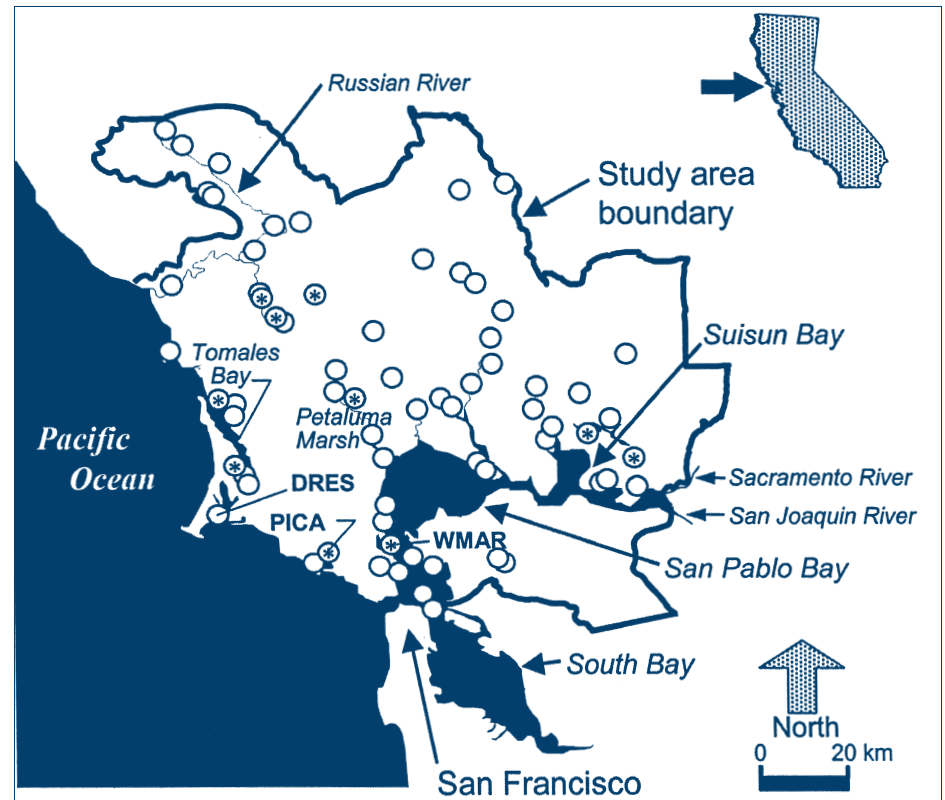 Russian River
Study area
boundary
Suisun Bay
Tomales
Bay
Petaluma
Marsh
Pacific
Ocean
DRES
Sacramento River
PICA
San Joaquin River
WMAR
San Pablo Bay
South Bay
North
0 20 km
San Francisco